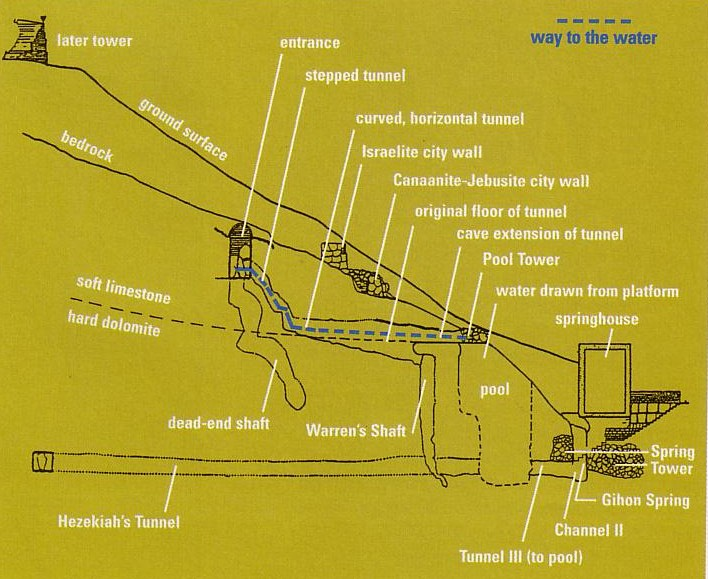 way to the water
later tower
entrance
stepped tunnel
ground surface
curved, horizontal tunnel
bedrock
Israelite city wall
Canaanite-Jebusite city wall
original floor of tunnel
cave extension of tunnel
Pool Tower
water drawn from platform
springhouse
soft limestone
hard dolomite
pool
dead-end shaft
Warren's Shaft
Spring
Tower
Gihon Spring
Hezekiah's Tunnel
Channel II
Tunnel III (to pool)